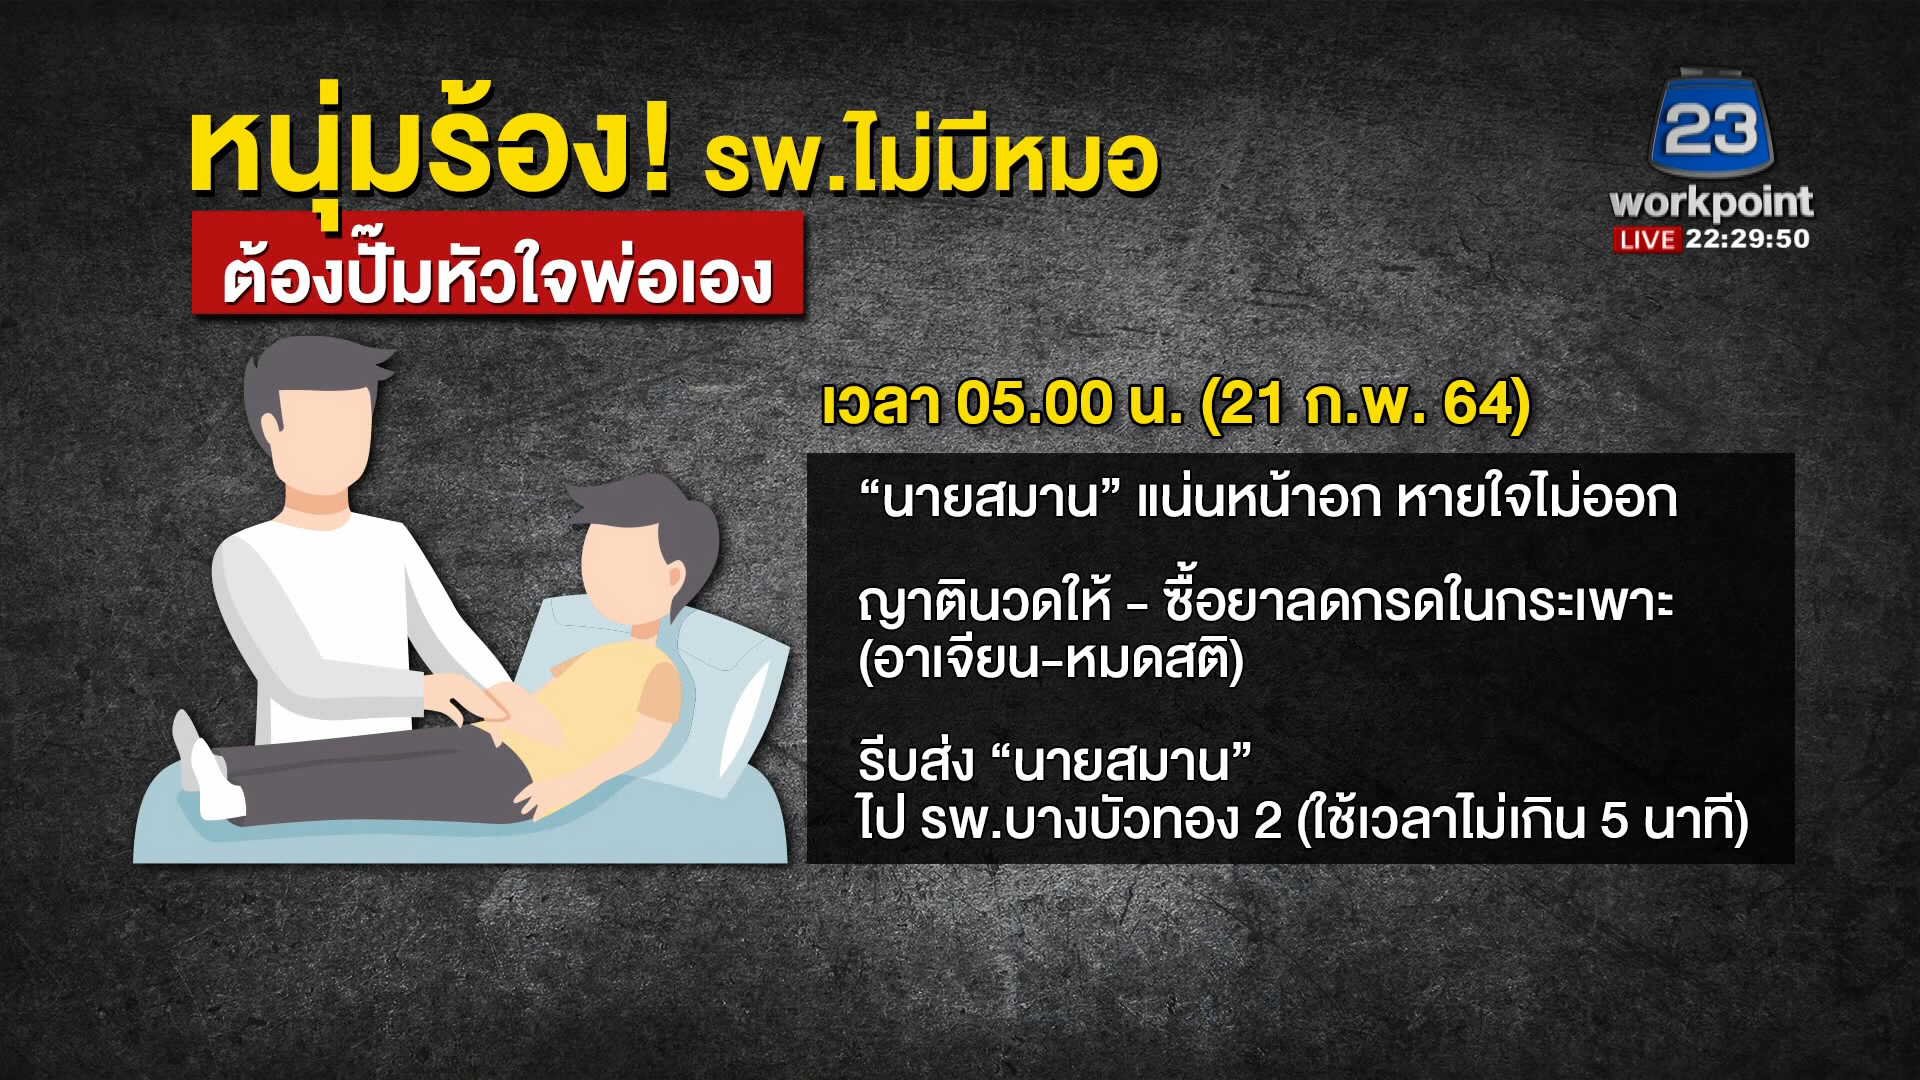 หนุ่มร้อง! รพ.ไม่มีหมอ
ต้องปั๊มหัวใจพ่อเอง
23
workpoint
LIVE 22:29:50
เวลา 05.00 น. (21 ก.พ. 64)
“นายสมาน” แน่นหน้าอก หายใจไม่ออก
ญาตินวดให้ - ซื้อยาลดกรดในกระเพาะ
(อาเจียน-หมดสติ)
รีบส่ง “นายสมาน”
ไป รพ.บางบัวทอง 2 (ใช้เวลาไม่เกิน 5 นาที)